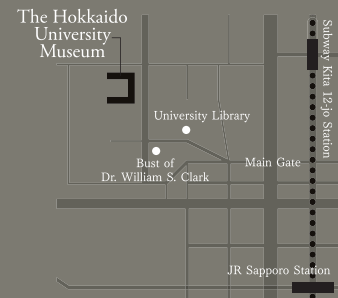 The Hokkaido
University
Museum
Subway Kita 12-jo Station
University Library
Bust of
Dr. William S. Clark
Main Gate
JR Sapporo Station